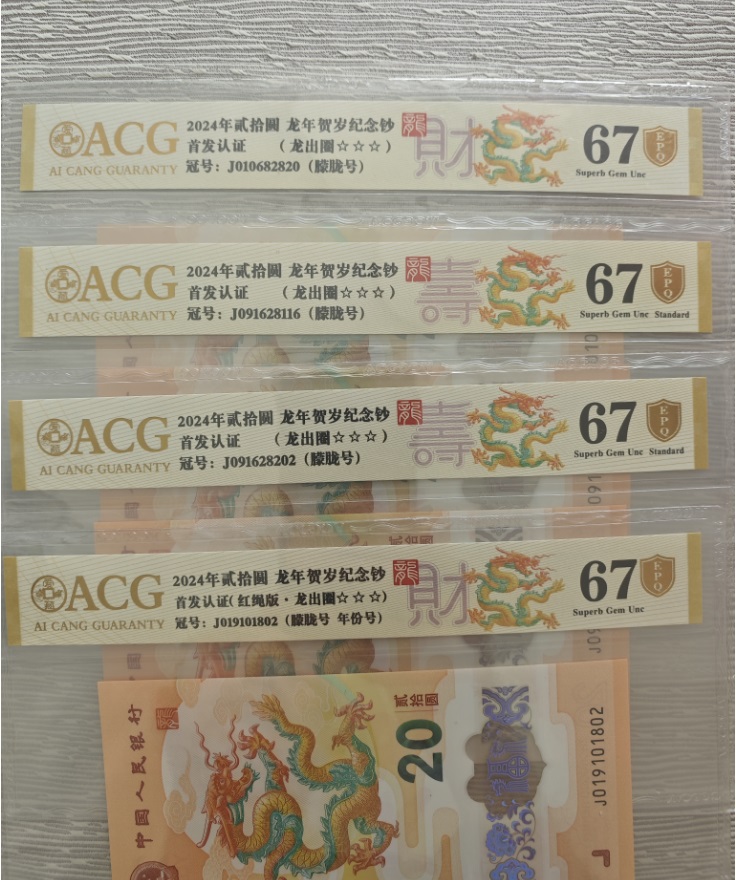 ACG
AI CANG GUARANTY
2024年贰拾圆 龙年贺岁纪念钞
首发认证 （龙出圈☆☆☆）
冠号：J010682820（朦胧号）
龍
財
67
EPQ
Superb Gem Unc
ACG
AI CANG GUARANTY
2024年贰拾圆 龙年贺岁纪念钞
首发认证 （龙出圈☆☆☆）
冠号：J091628116（朦胧号）
龍
壽
67
EPQ
Superb Gem Unc Standard
ACG
AI CANG GUARANTY
2024年贰拾圆 龙年贺岁纪念钞
首发认证 （龙出圈☆☆☆）
冠号：J091628202（朦胧号）
龍
壽
67
EPQ
Superb Gem Unc Standard
ACG
AI CANG GUARANTY
2024年贰拾圆 龙年贺岁纪念钞
首发认证（红绳版·龙出圈☆☆☆）
冠号：J019101802（朦胧号 年份号）
龍
財
67
EPQ
Superb Gem Unc
中国人民银行
贰拾圆
20
J019101802